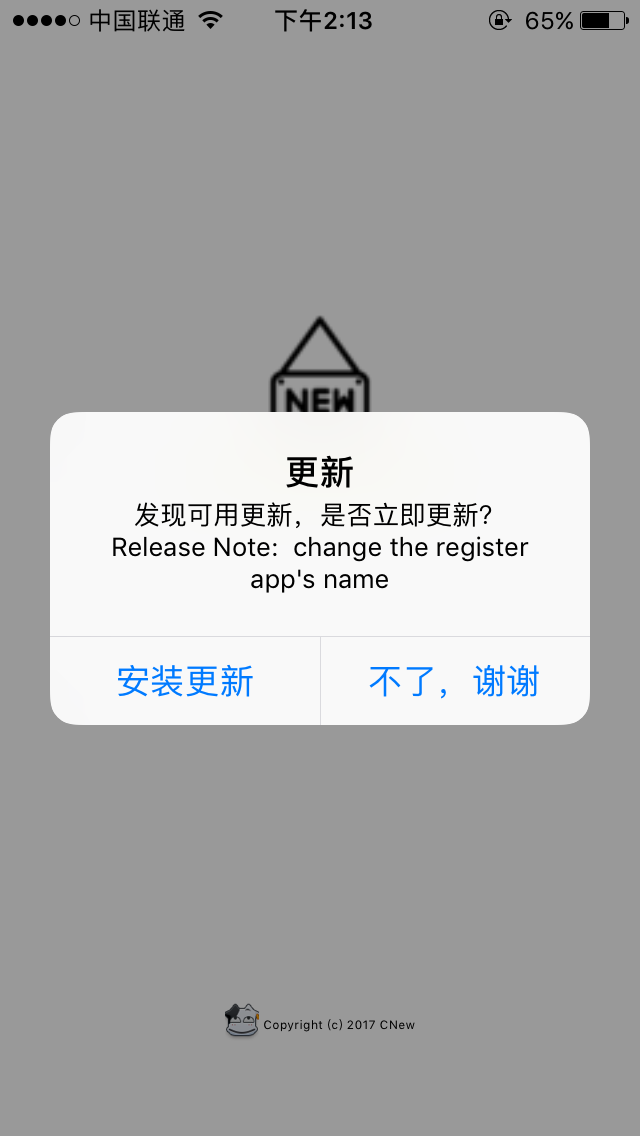 中国联通 下午2:13 65%
NEW
更新
发现可用更新，是否立即更新？
Release Note: change the register
app's name
安装更新 不了，谢谢
Copyright (c) 2017 CNew